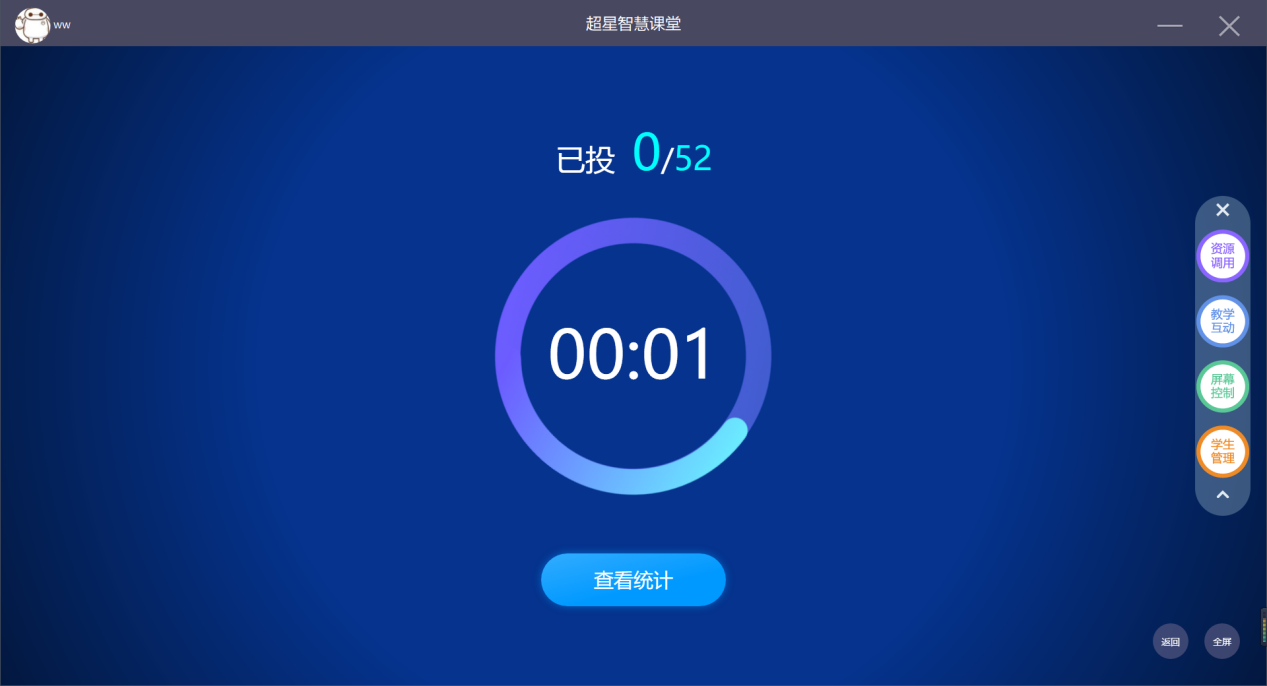 ww
超星智慧课堂
已投 0/52
00:01
查看统计
资源
调用
教学
互动
屏幕
控制
学生
管理
返回
全屏